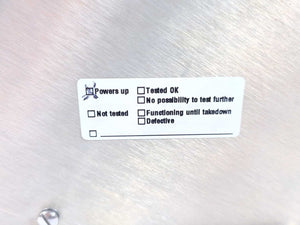 Powers up
Tested OK
No possibility to test further
Not tested
Functioning until takedown
Defective